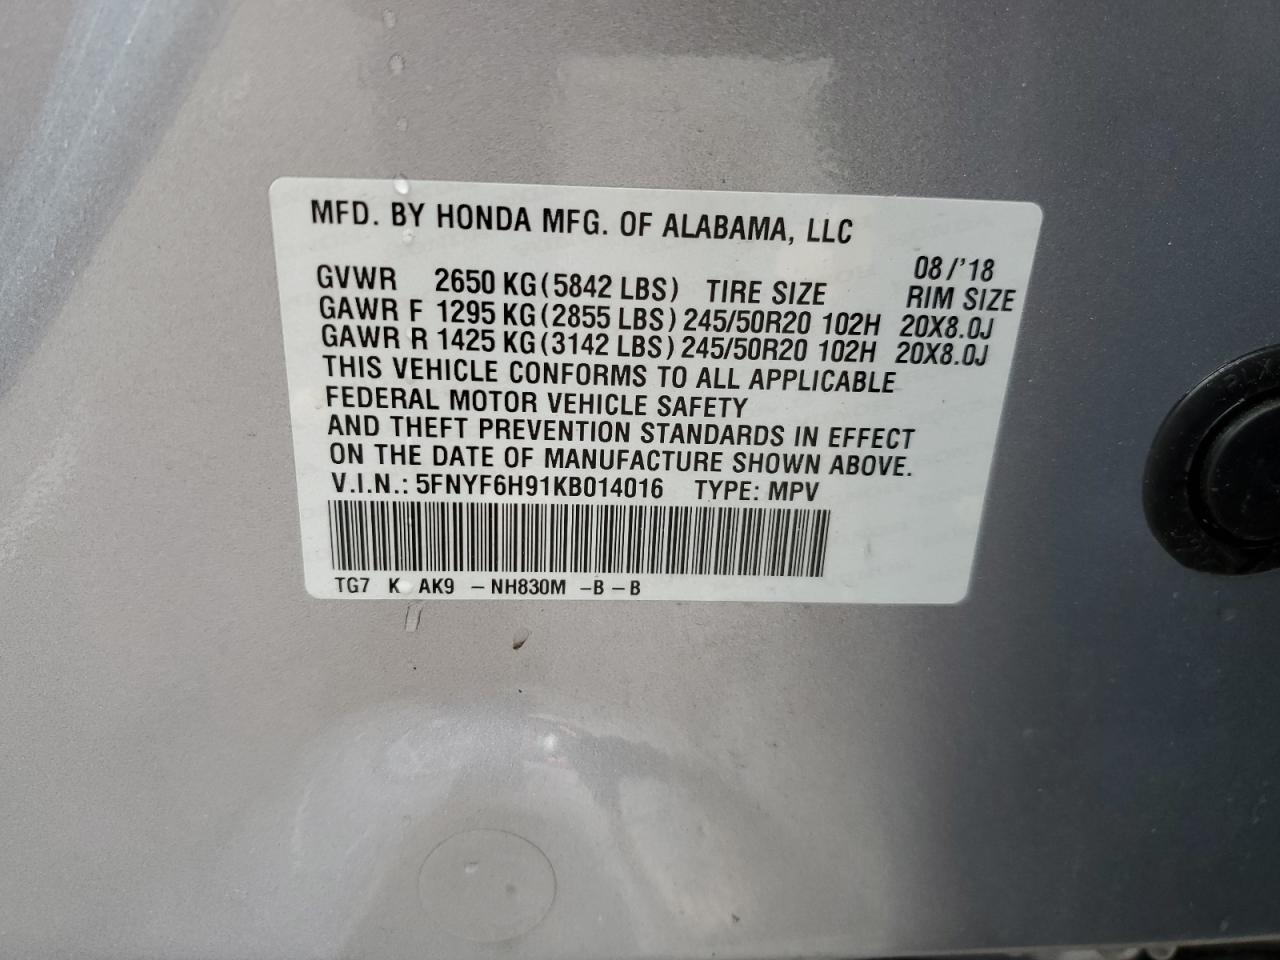 MFD. BY HONDA MFG. OF ALABAMA, LLC
08/'18
GVWR 2650 KG(5842 LBS) TIRE SIZE RIM SIZE
GAWR F 1295 KG(2855 LBS) 245/50R20 102H 20X8.0J
GAWR R 1425 KG(3142 LBS) 245/50R20 102H 20X8.0J
THIS VEHICLE CONFORMS TO ALL APPLICABLE
FEDERAL MOTOR VEHICLE SAFETY
AND THEFT PREVENTION STANDARDS IN EFFECT
ON THE DATE OF MANUFACTURE SHOWN ABOVE.
V.I.N.: 5FNYF6H91KB014016 TYPE: MPV
TG7 K AK9 -NH830M -B-B